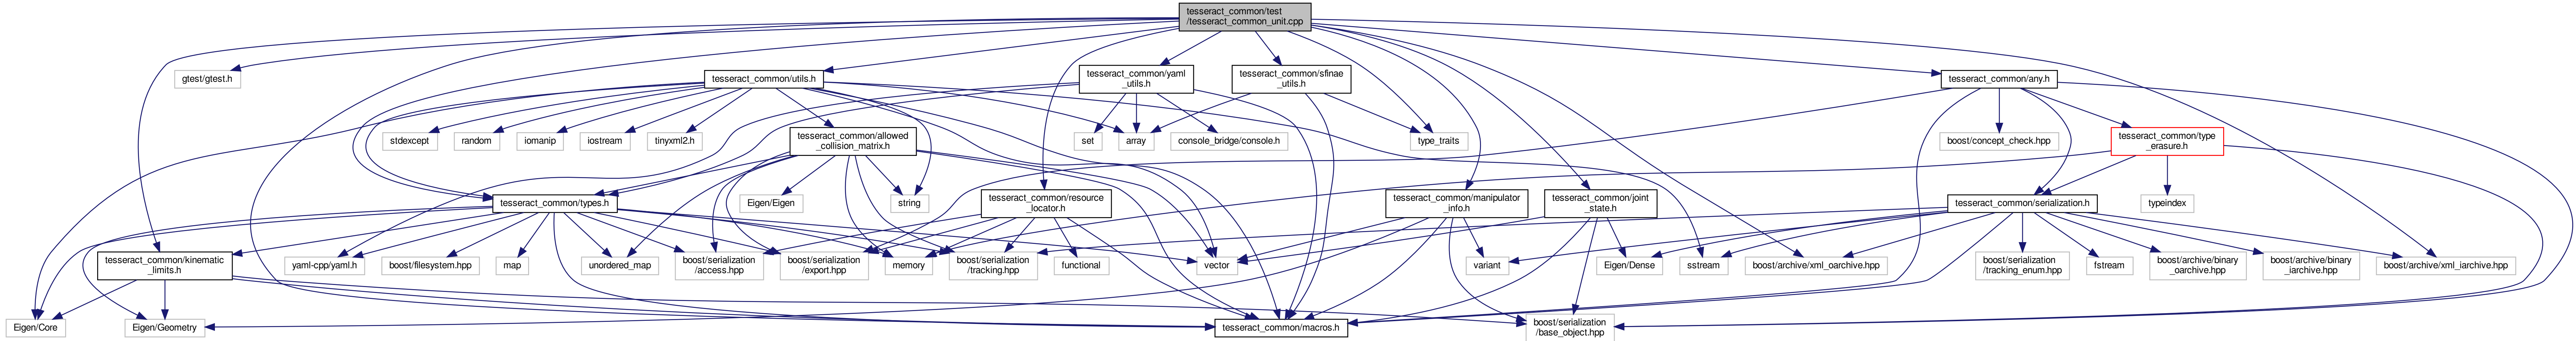 tesseract_common/test
/tesseract_common_unit.cpp
gtest/gtest.h
tesseract_common/utils.h
tesseract_common/yaml
_utils.h
tesseract_common/sfinae
_utils.h
tesseract_common/any.h
stdexcept
random
iomanip
iostream
tinyxml2.h
tesseract_common/allowed
_collision_matrix.h
set
array
console_bridge/console.h
type_traits
boost/concept_check.hpp
tesseract_common/type
_erasure.h
tesseract_common/types.h
Eigen/Eigen
string
tesseract_common/resource
_locator.h
tesseract_common/manipulator
_info.h
tesseract_common/joint
_state.h
tesseract_common/serialization.h
typeindex
tesseract_common/kinematic
_limits.h
yaml-cpp/yaml.h
boost/filesystem.hpp
map
unordered_map
boost/serialization
/access.hpp
boost/serialization
/export.hpp
memory
boost/serialization
/tracking.hpp
functional
vector
variant
Eigen/Dense
sstream
boost/archive/xml_oarchive.hpp
boost/serialization
/tracking_enum.hpp
fstream
boost/archive/binary
_oarchive.hpp
boost/archive/binary
_iarchive.hpp
boost/archive/xml_iarchive.hpp
Eigen/Core
Eigen/Geometry
tesseract_common/macros.h
boost/serialization
/base_object.hpp